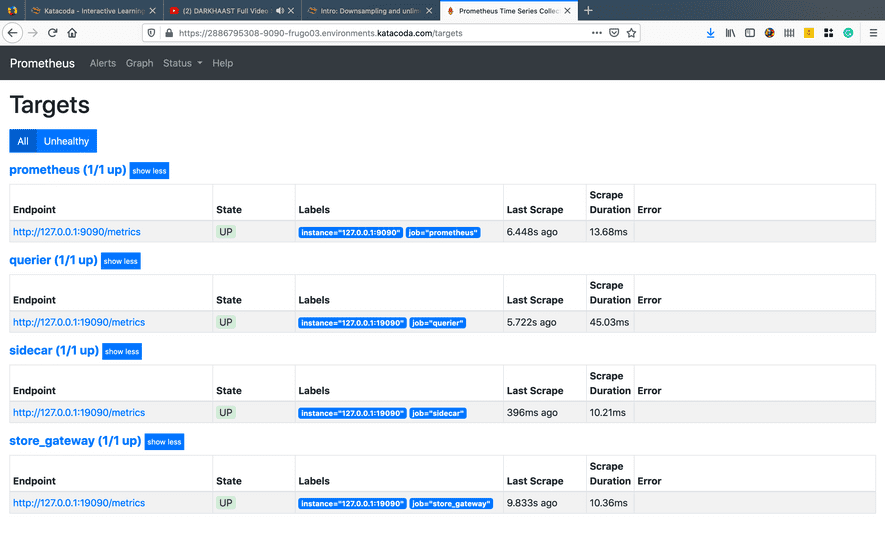 Katacoda - Interactive Learning
(2) DARKHAAST Full Video
Intro: Downsampling and unlim
Prometheus Time Series Collec
https://2886795308-9090-frugo03.environments.katacoda.com/targets
Prometheus Alerts Graph Status Help
Targets
All Unhealthy
prometheus (1/1 up) show less
Endpoint State Labels Last Scrape Scrape Duration Error
http://127.0.0.1:9090/metrics UP instance="127.0.0.1:9090" job="prometheus" 6.448s ago 13.68ms
querier (1/1 up) show less
Endpoint State Labels Last Scrape Scrape Duration Error
http://127.0.0.1:19090/metrics UP instance="127.0.0.1:19090" job="querier" 5.722s ago 45.03ms
sidecar (1/1 up) show less
Endpoint State Labels Last Scrape Scrape Duration Error
http://127.0.0.1:19090/metrics UP instance="127.0.0.1:19090" job="sidecar" 396ms ago 10.21ms
store_gateway (1/1 up) show less
Endpoint State Labels Last Scrape Scrape Duration Error
http://127.0.0.1:19090/metrics UP instance="127.0.0.1:19090" job="store_gateway" 9.833s ago 10.36ms